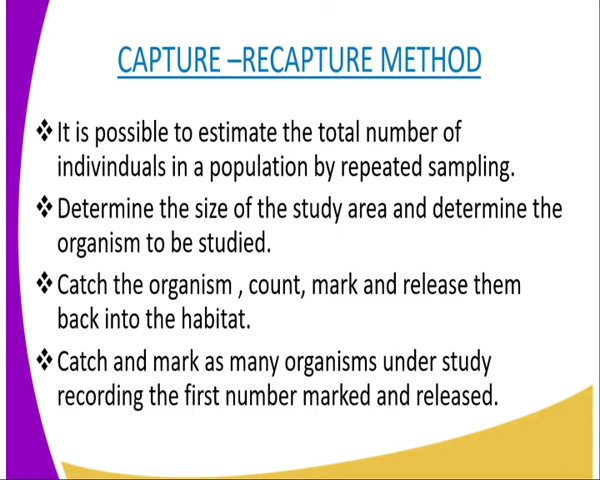 CAPTURE –RECAPTURE METHOD
❖It is possible to estimate the total number of
indivinduals in a population by repeated sampling.
❖Determine the size of the study area and determine the
organism to be studied.
❖Catch the organism , count, mark and release them
back into the habitat.
❖Catch and mark as many organisms under study
recording the first number marked and released.